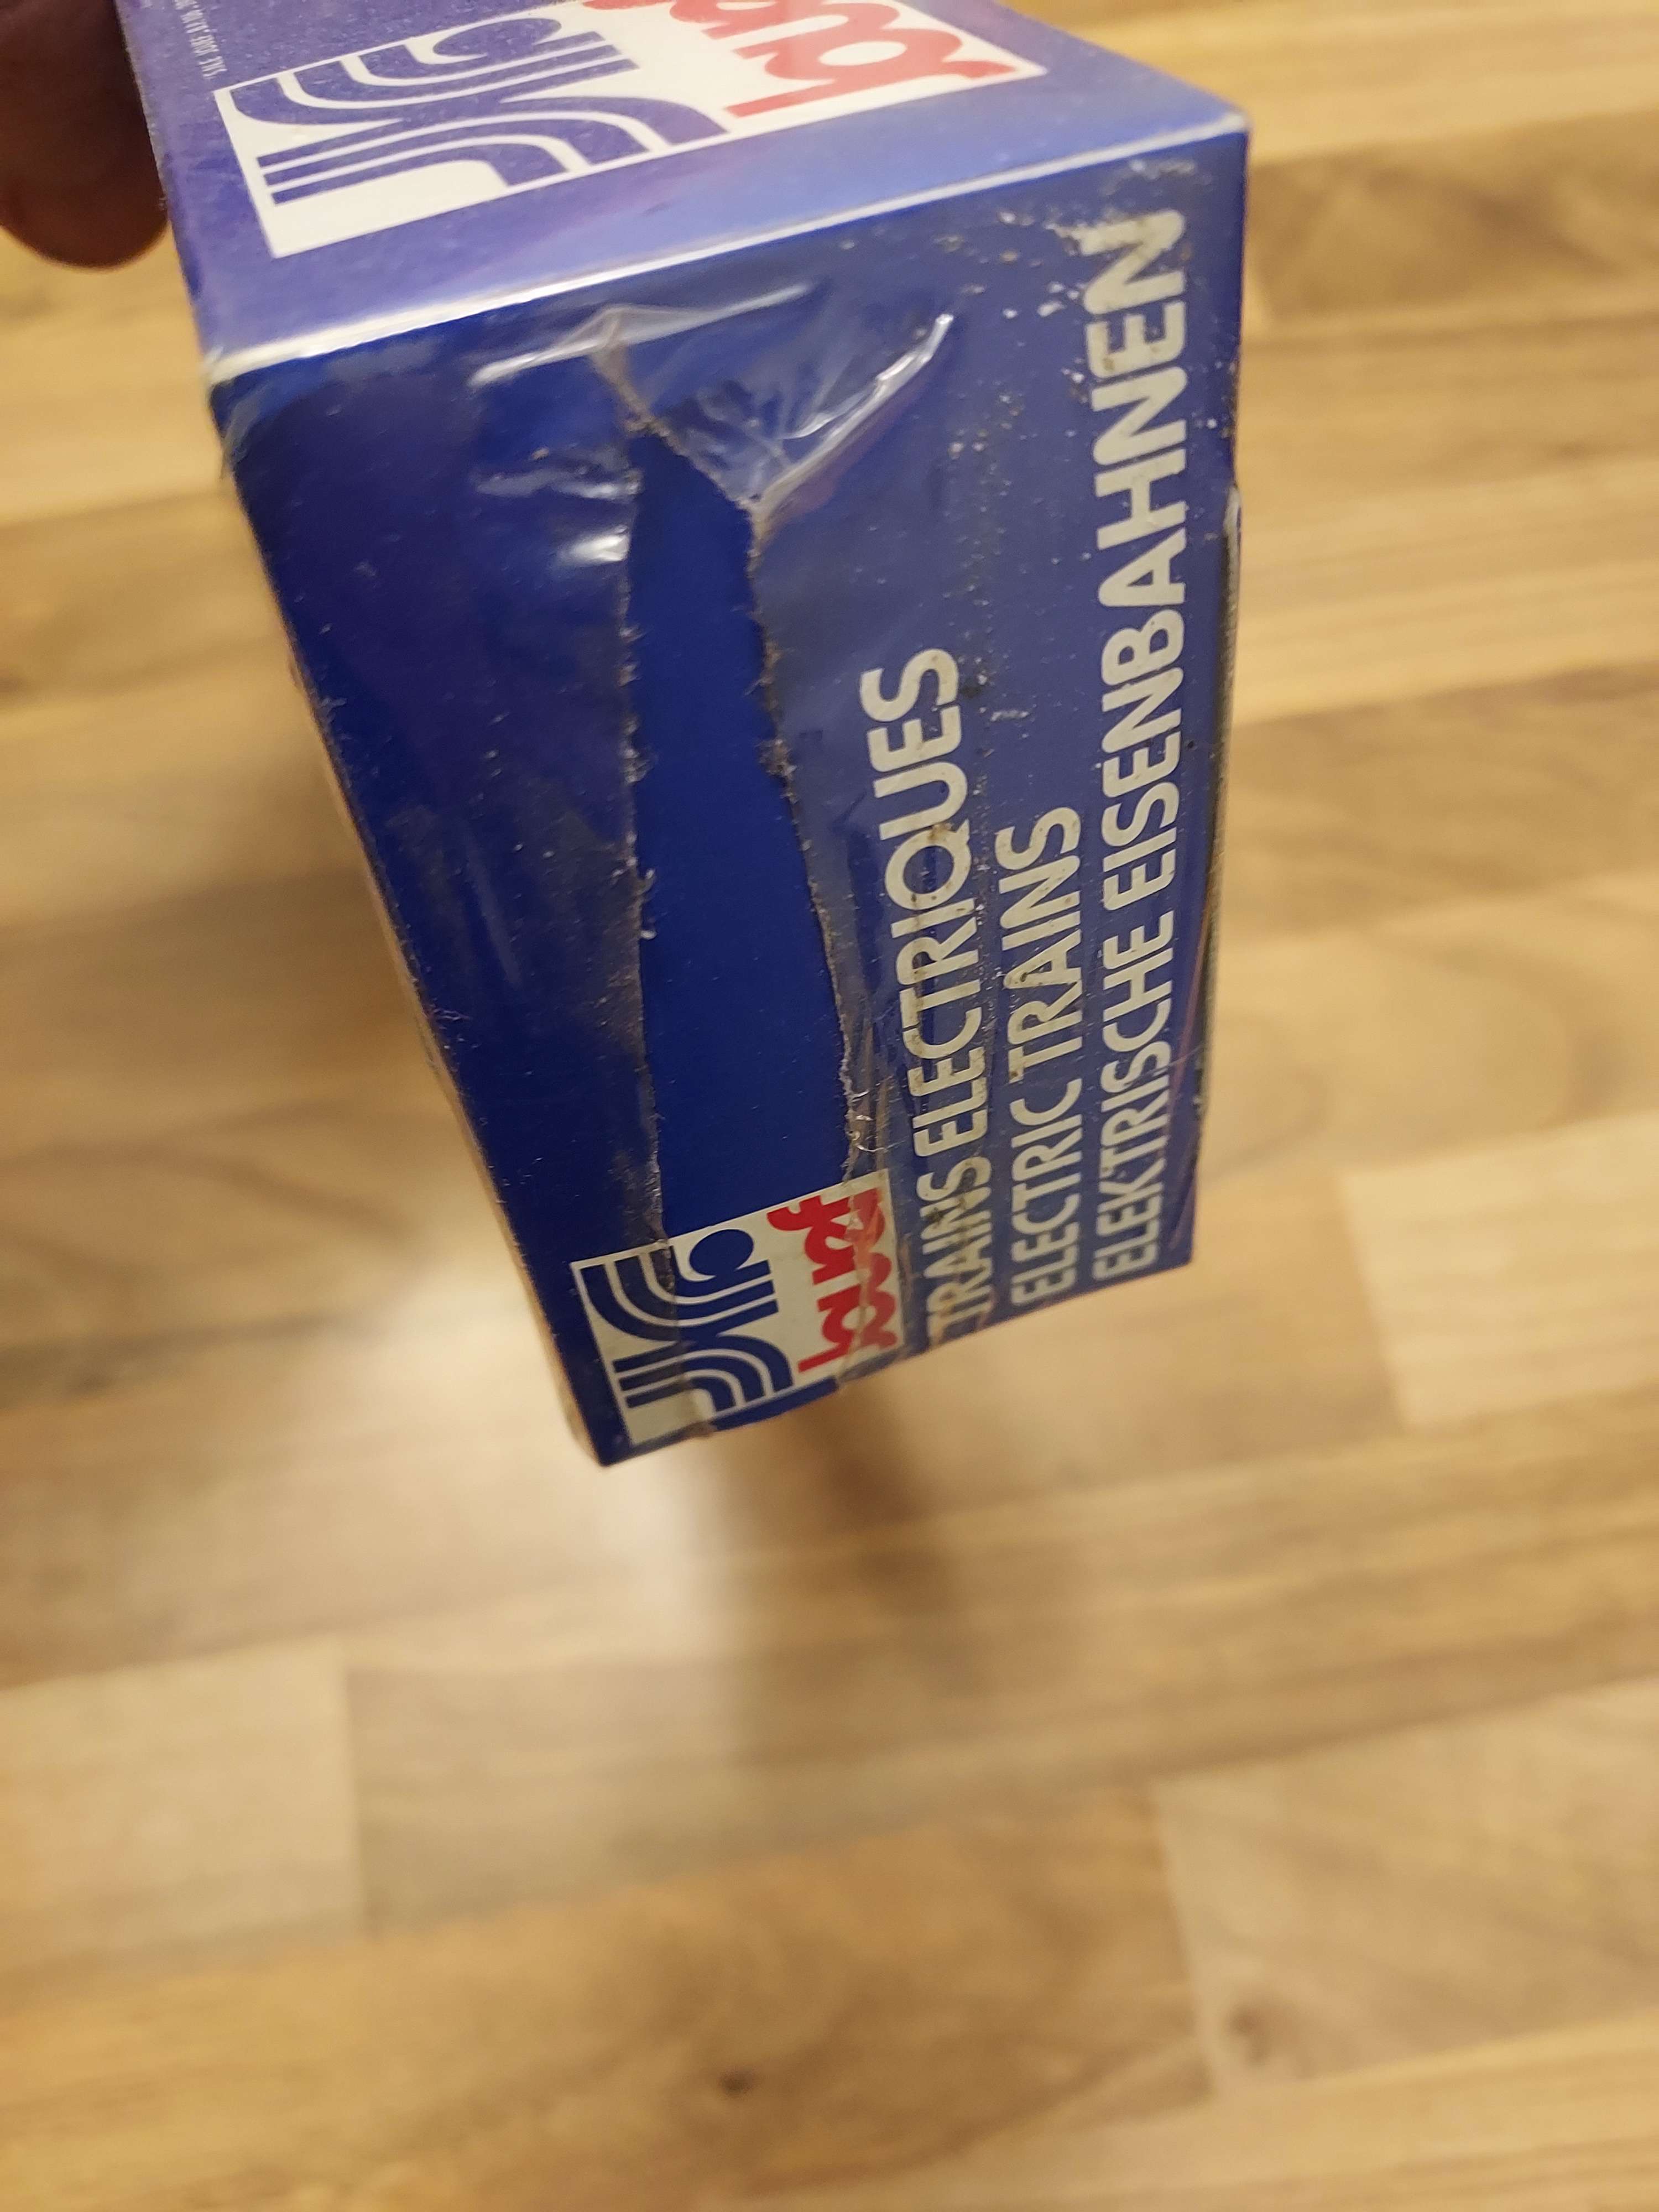 jouef
jouef
TRAINS ELECTRIQUES
ELECTRIC TRAINS
ELEKTRISCHE EISENBAHNEN